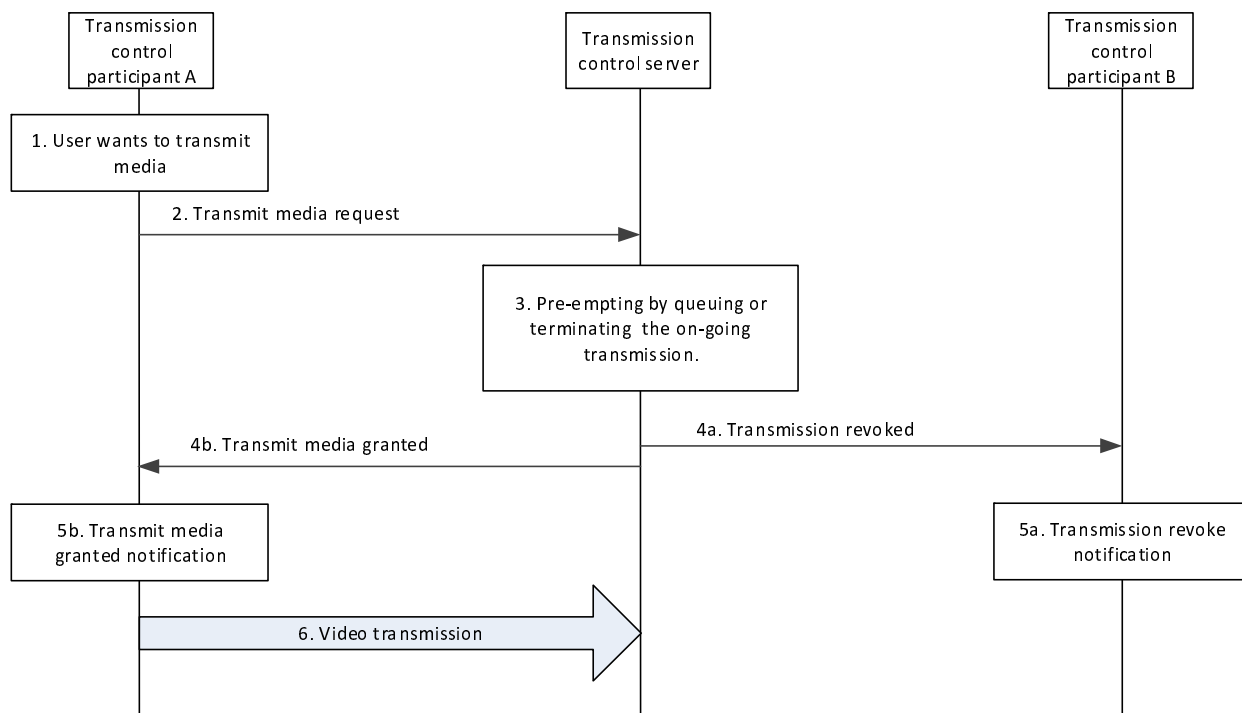 Transmission
control
participant A
Transmission
control server
Transmission
control
participant B
1. User wants to transmit
media
2. Transmit media request
3. Pre-empting by queuing or
terminating the on-going
transmission.
4a. Transmission revoked
4b. Transmit media granted
5b. Transmit media
granted notification
5a. Transmission revoke
notification
6. Video transmission